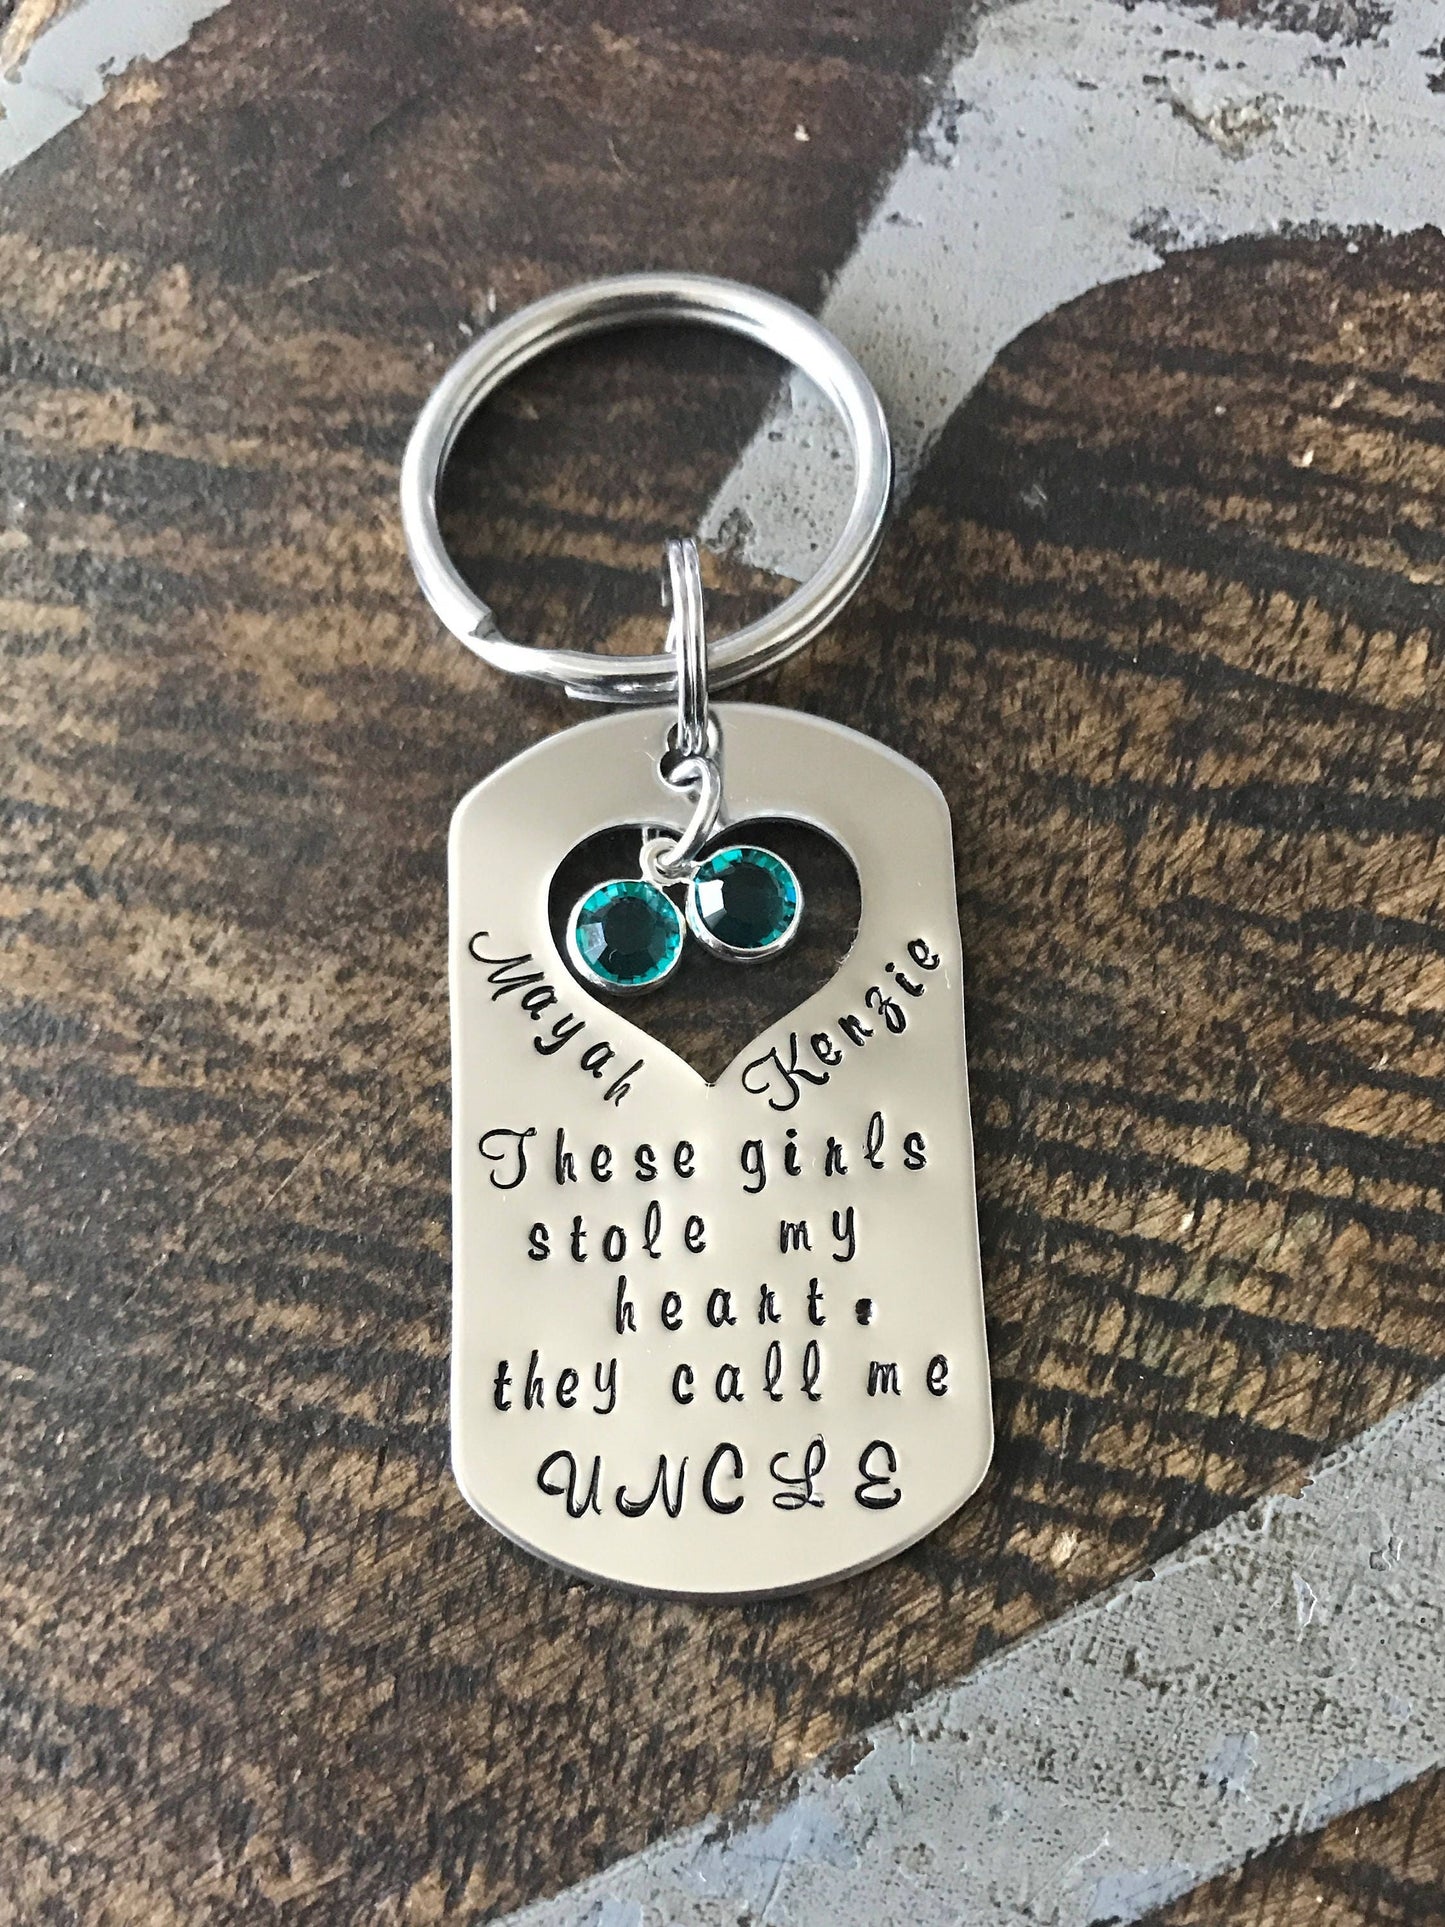 Mayah Kenzie
These girls
stole my
heart.
they call me
UNCLE